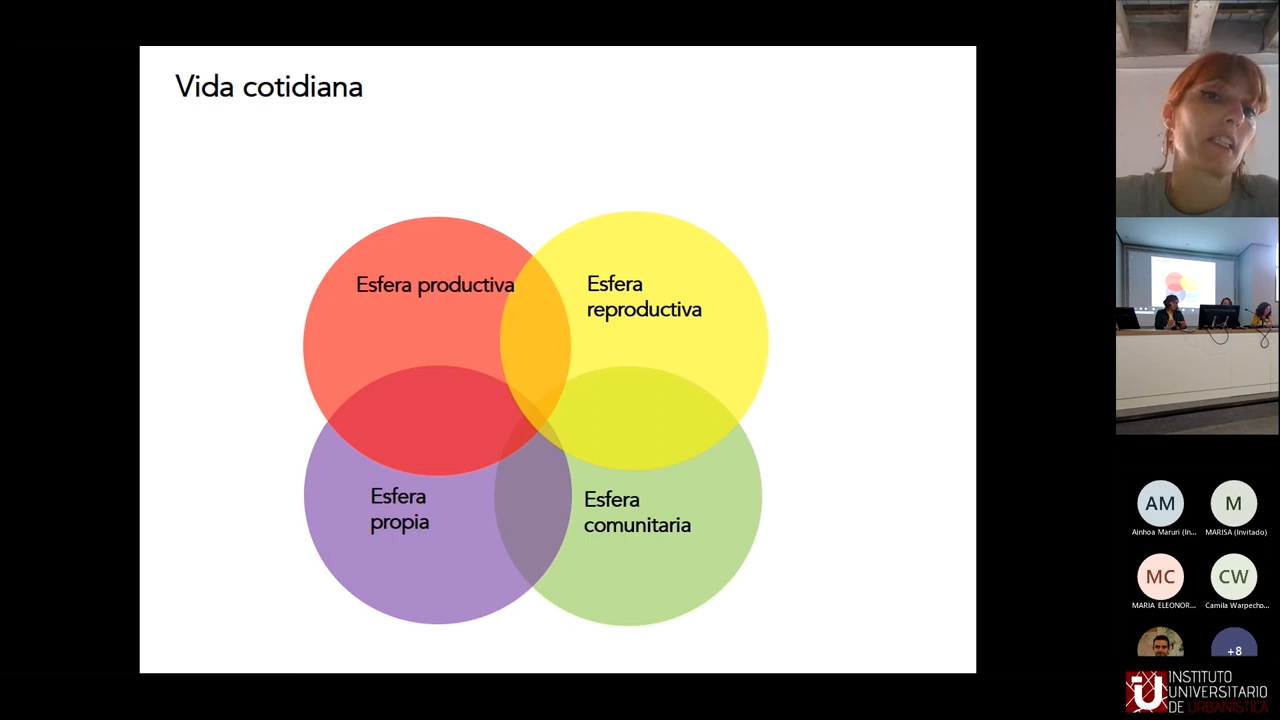 Vida cotidiana
Esfera productiva
Esfera
reproductiva
Esfera
propia
Esfera
comunitaria
AM
M
Ainhoa Maruri (In...
MARISA (Invitado)
MC
CW
MARIA ELEONOR...
Camila Warpecho...
+8
INSTITUTO
UNIVERSITARIO
DE URBANÍSTICA